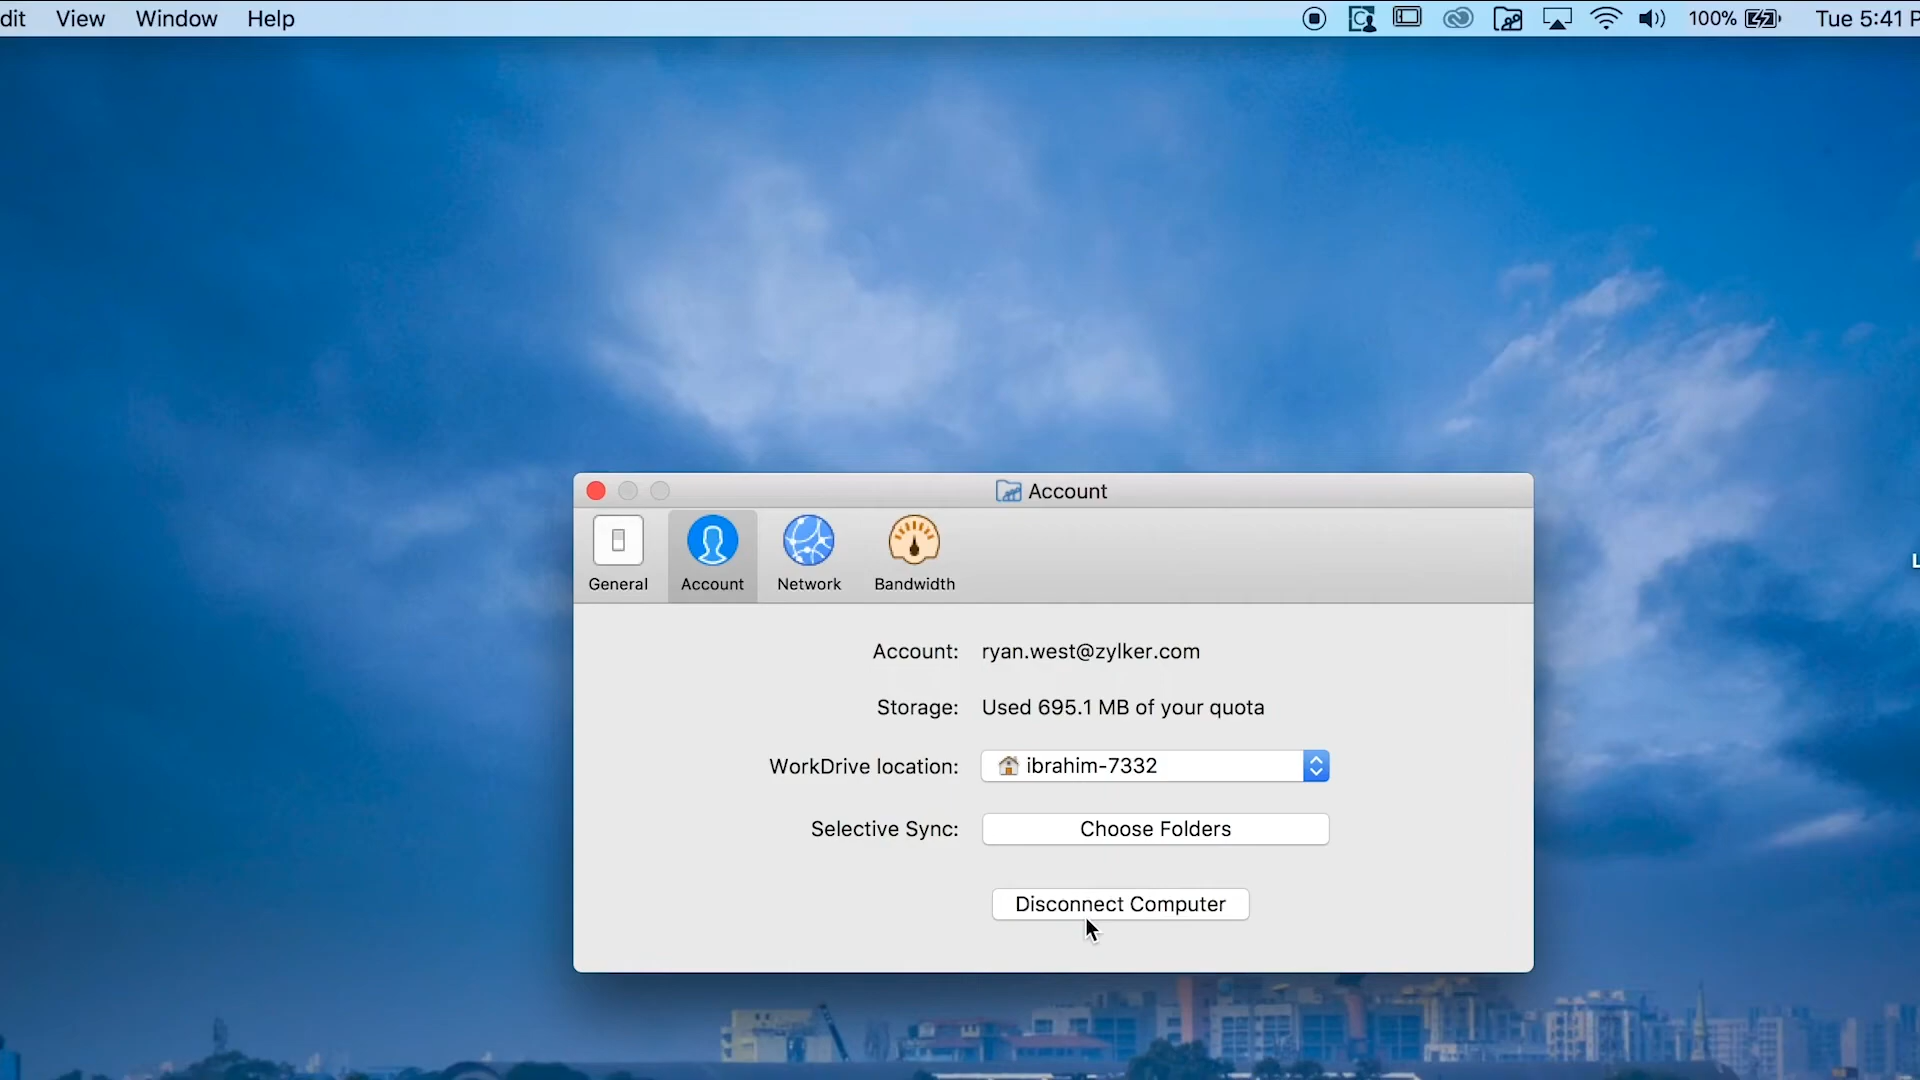 dit View Window Help 100% Tue 5:41 P
Account
General Account Network Bandwidth
Account: ryan.west@zylker.com
Storage: Used 695.1 MB of your quota
WorkDrive location: ibrahim-7332
Selective Sync: Choose Folders
Disconnect Computer